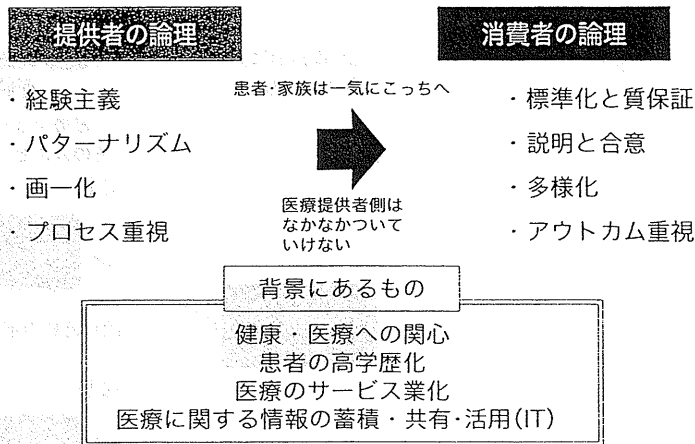 提供者の論理
消費者の論理
・経験主義
・パターナリズム
・画一化
・プロセス重視
患者・家族は一気にこっちへ
医療提供者側は
なかなかついて
いけない
・標準化と質保証
・説明と合意
・多様化
・アウトカム重視
背景にあるもの
健康・医療への関心
患者の高学歴化
医療のサービス業化
医療に関する情報の蓄積・共有・活用(IT)